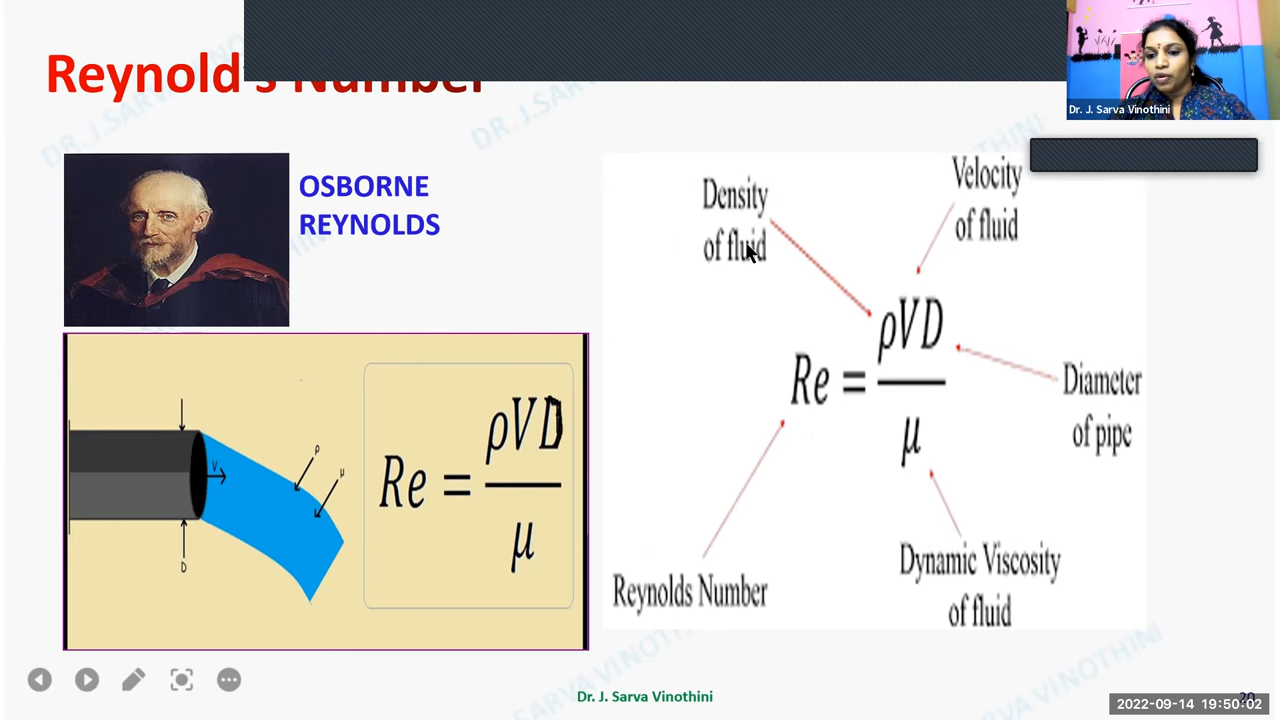 Reynold's Number
Dr. J. Sarva Vinothini
OSBORNE
REYNOLDS
V
ρ
μ
D
Re = ρVD / μ
Density
of fluid
Velocity
of fluid
Re = ρVD / μ
Diameter
of pipe
Reynolds Number
Dynamic Viscosity
of fluid
Dr. J. Sarva Vinothini
20
2022-09-14 19:50:02